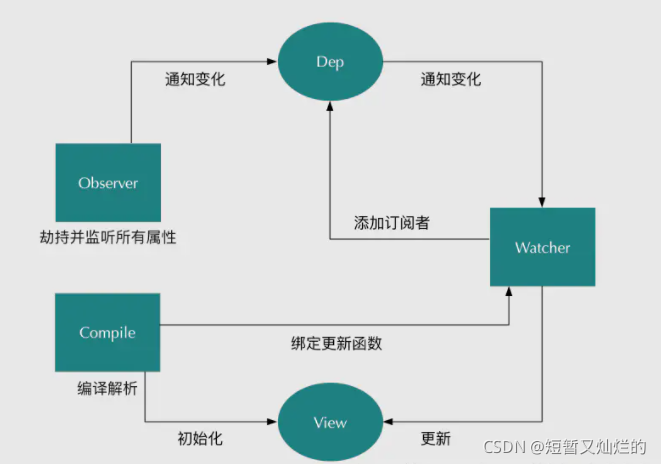 Dep
通知变化
通知变化
Observer
劫持并监听所有属性
添加订阅者
Watcher
Compile
绑定更新函数
编译解析
View
初始化
更新
CSDN @短暂又灿烂的